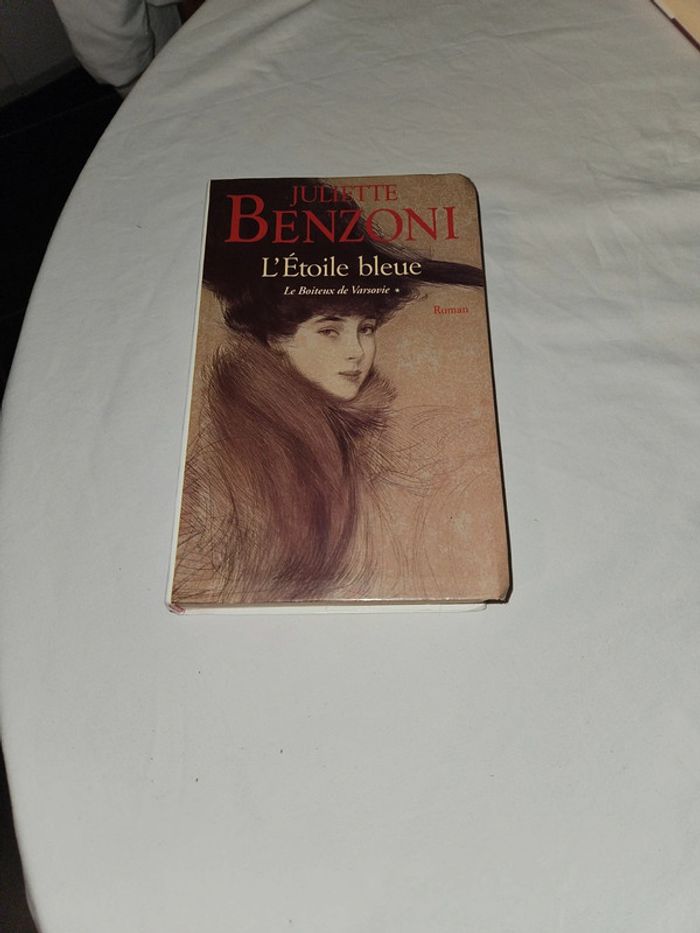 JULIETTE
BENZONI
L'Étoile bleue
Le Boiteux de Varsovie *
Roman